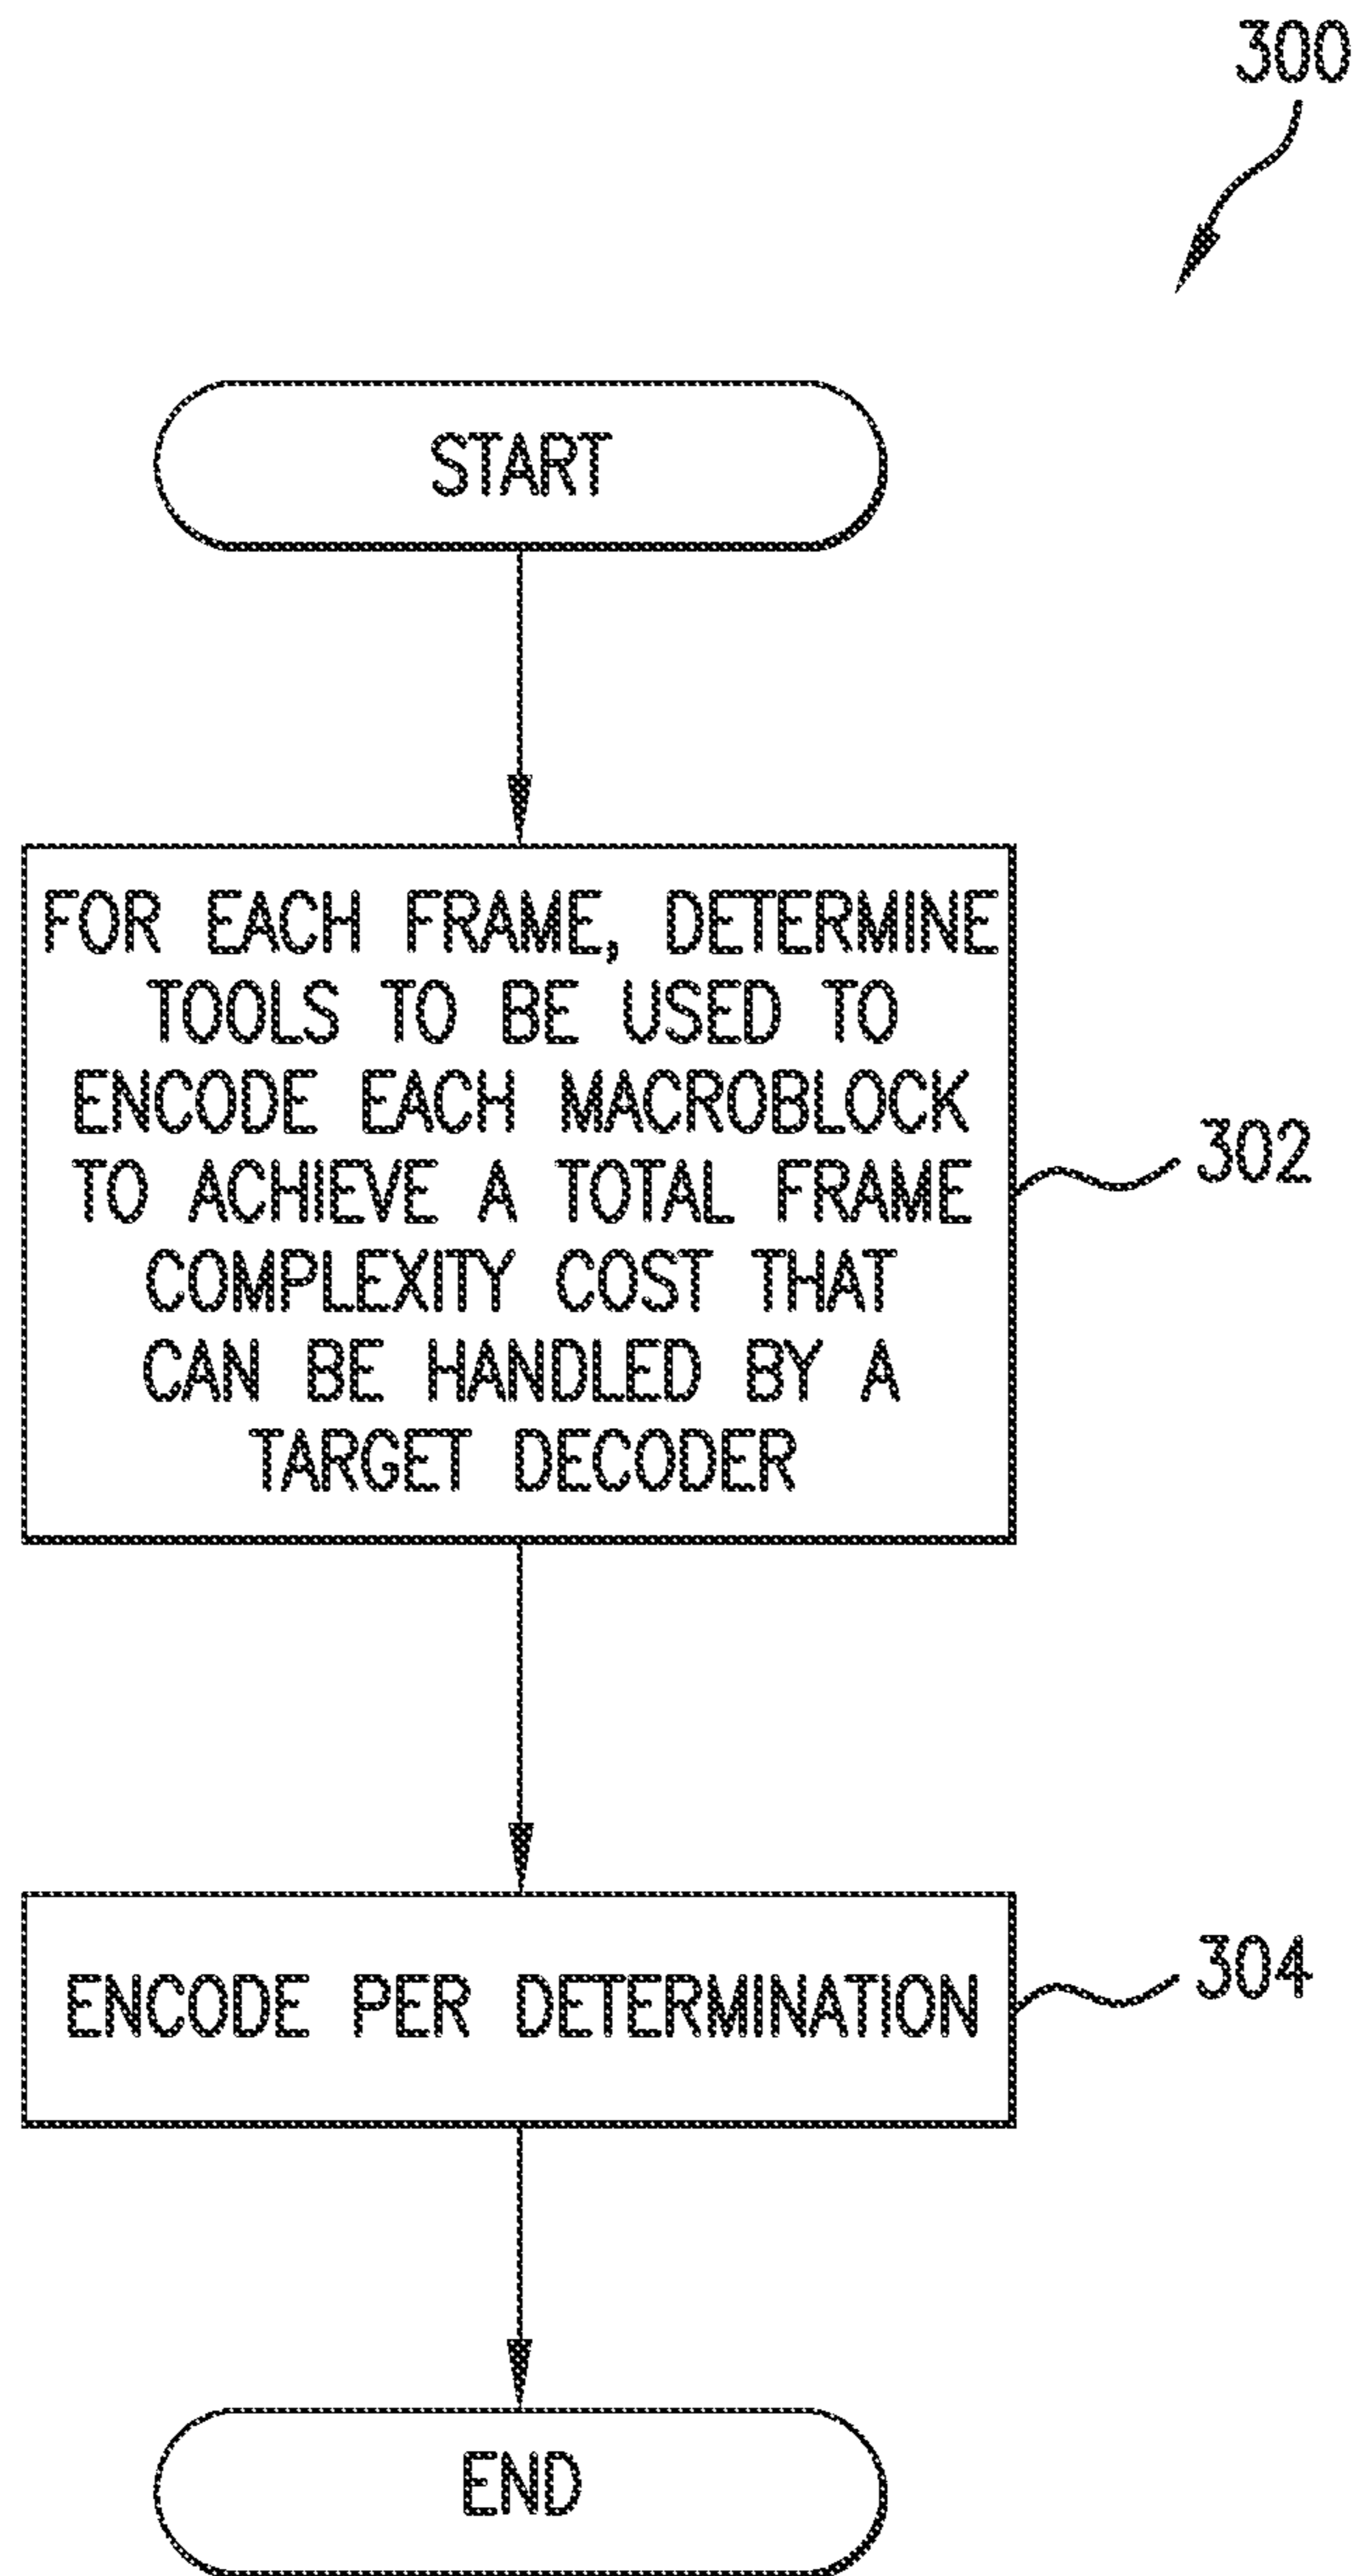 300
START
FOR EACH FRAME, DETERMINE
TOOLS TO BE USED TO
ENCODE EACH MACROBLOCK
TO ACHIEVE A TOTAL FRAME
COMPLEXITY COST THAT
CAN BE HANDLED BY A
TARGET DECODER
302
ENCODE PER DETERMINATION
304
END